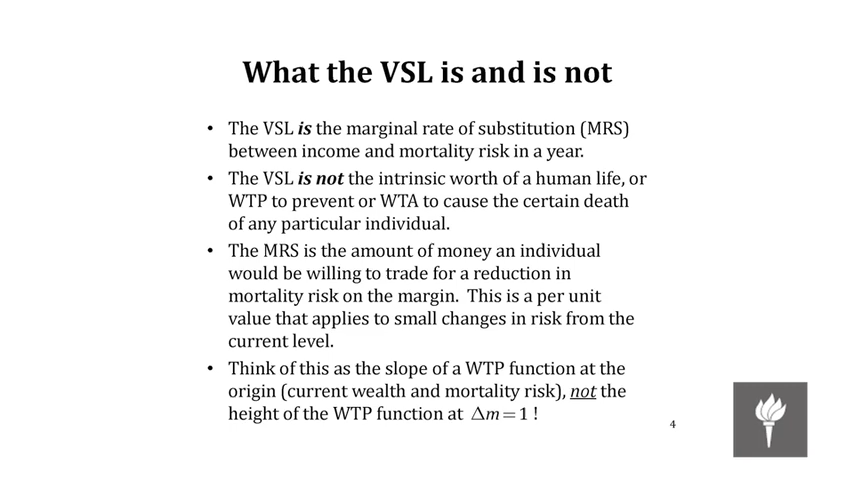 What the VSL is and is not
• The VSL is the marginal rate of substitution (MRS)
between income and mortality risk in a year.
• The VSL is not the intrinsic worth of a human life, or
WTP to prevent or WTA to cause the certain death
of any particular individual.
• The MRS is the amount of money an individual
would be willing to trade for a reduction in
mortality risk on the margin.  This is a per unit
value that applies to small changes in risk from the
current level.
• Think of this as the slope of a WTP function at the
origin (current wealth and mortality risk), not the
height of the WTP function at Δm = 1 !
4